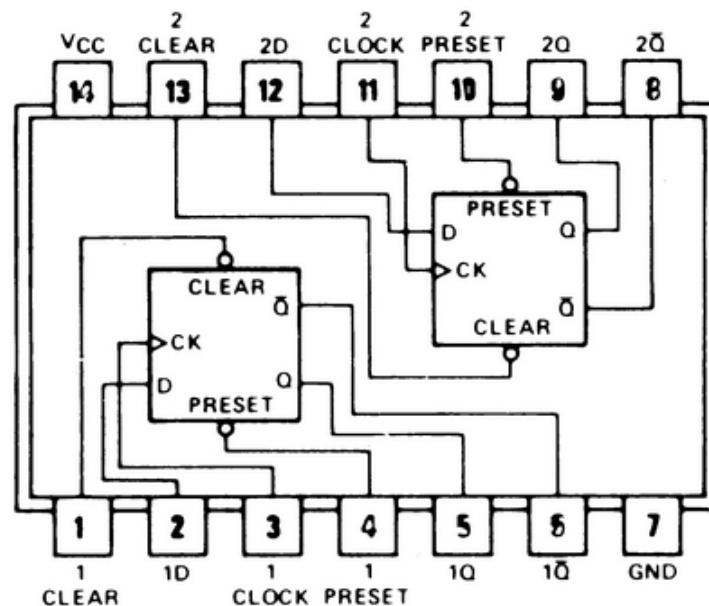 2 2 2
VCC CLEAR 2D CLOCK PRESET 2Q 2Q̄
14 13 12 11 10 9 8
PRESET
D Q
CK
CLEAR Q̄
CLEAR
Q̄
CK
D Q
PRESET
1 2 3 4 5 6 7
1 1D 1 1 1Q 1Q̄ GND
CLEAR CLOCK PRESET